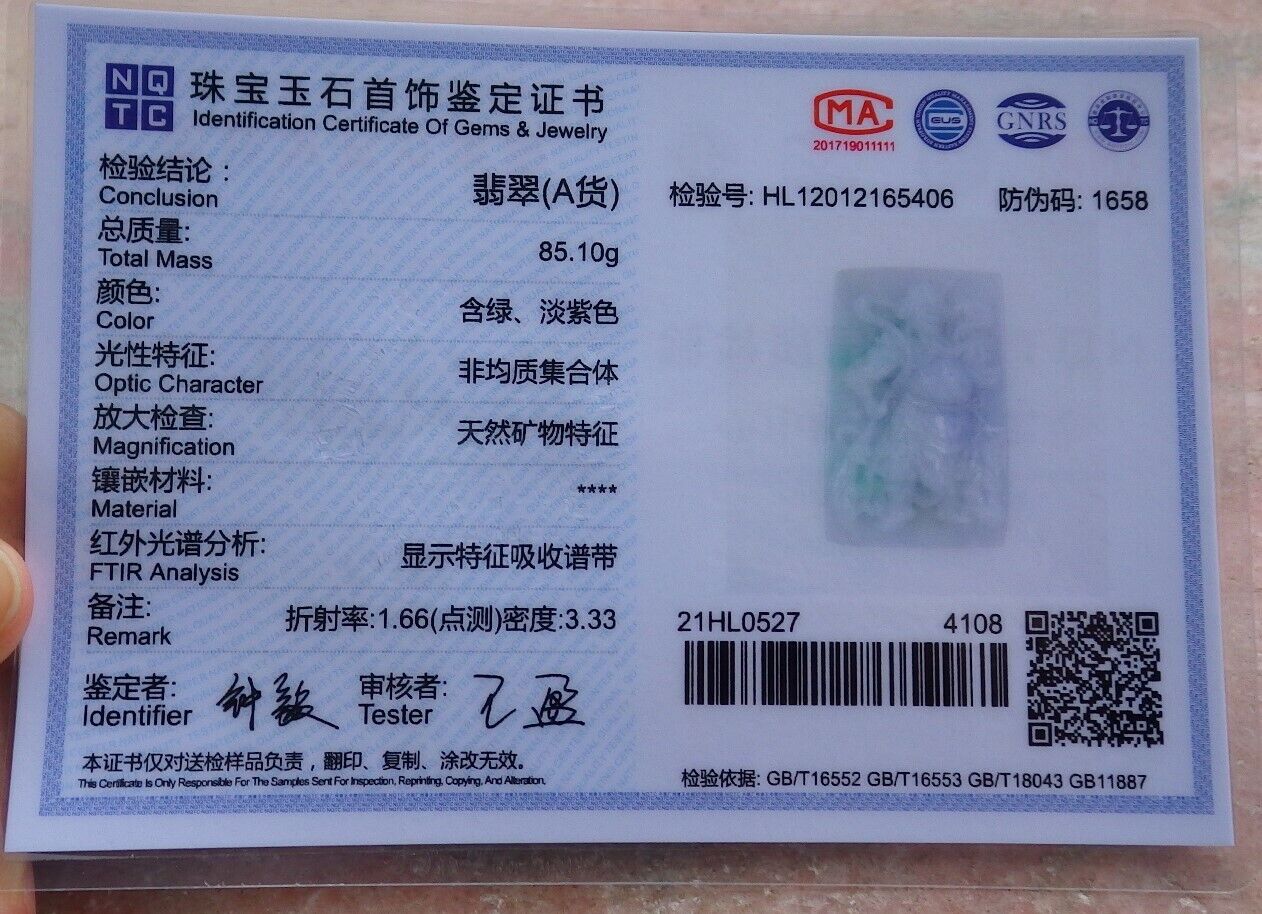 NQ
TC
珠宝玉石首饰鉴定证书
Identification Certificate Of Gems & Jewelry
检验结论：
Conclusion
翡翠(A货)
总质量:
Total Mass
85.10g
颜色:
Color
含绿、淡紫色
光性特征:
Optic Character
非均质集合体
放大检查:
Magnification
天然矿物特征
镶嵌材料:
Material
****
红外光谱分析:
FTIR Analysis
显示特征吸收谱带
备注:
Remark
折射率:1.66(点测)密度:3.33
鉴定者:
Identifier
审核者:
Tester
本证书仅对送检样品负责，翻印、复制、涂改无效。
This Certificate Is Only Responsible For The Samples Sent For Inspection, Reprinting, Copying, And Alteration.
MA
201719011111
GNRS
检验号: HL12012165406 防伪码: 1658
21HL0527 4108
检验依据: GB/T16552 GB/T16553 GB/T18043 GB11887